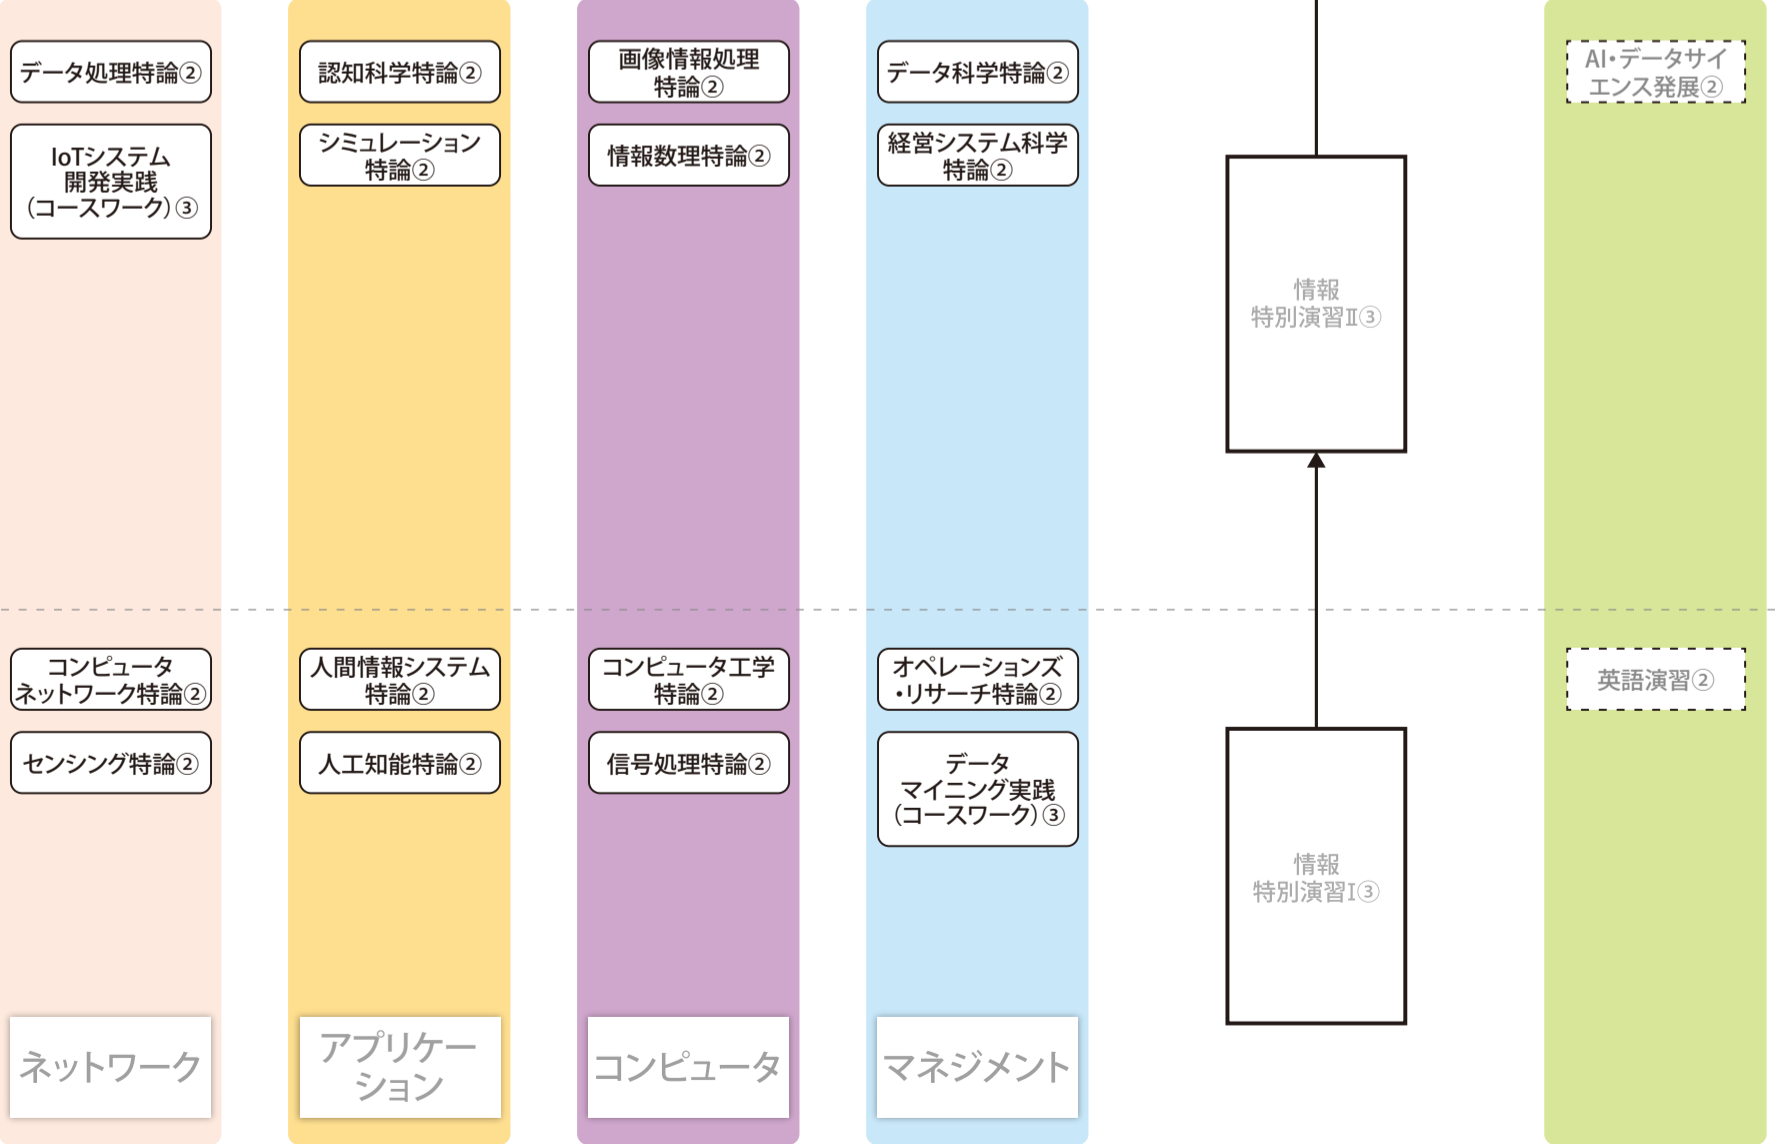 データ処理特論②
IoTシステム
開発実践
（コースワーク）③
認知科学特論②
シミュレーション
特論②
画像情報処理
特論②
情報数理特論②
データ科学特論②
経営システム科学
特論②
情報
特別演習Ⅱ③
AI・データサイ
エンス発展②
コンピュータ
ネットワーク特論②
センシング特論②
人間情報システム
特論②
人工知能特論②
コンピュータ工学
特論②
信号処理特論②
オペレーションズ
・リサーチ特論②
データ
マイニング実践
（コースワーク）③
情報
特別演習Ⅰ③
英語演習②
ネットワーク
アプリケー
ション
コンピュータ
マネジメント